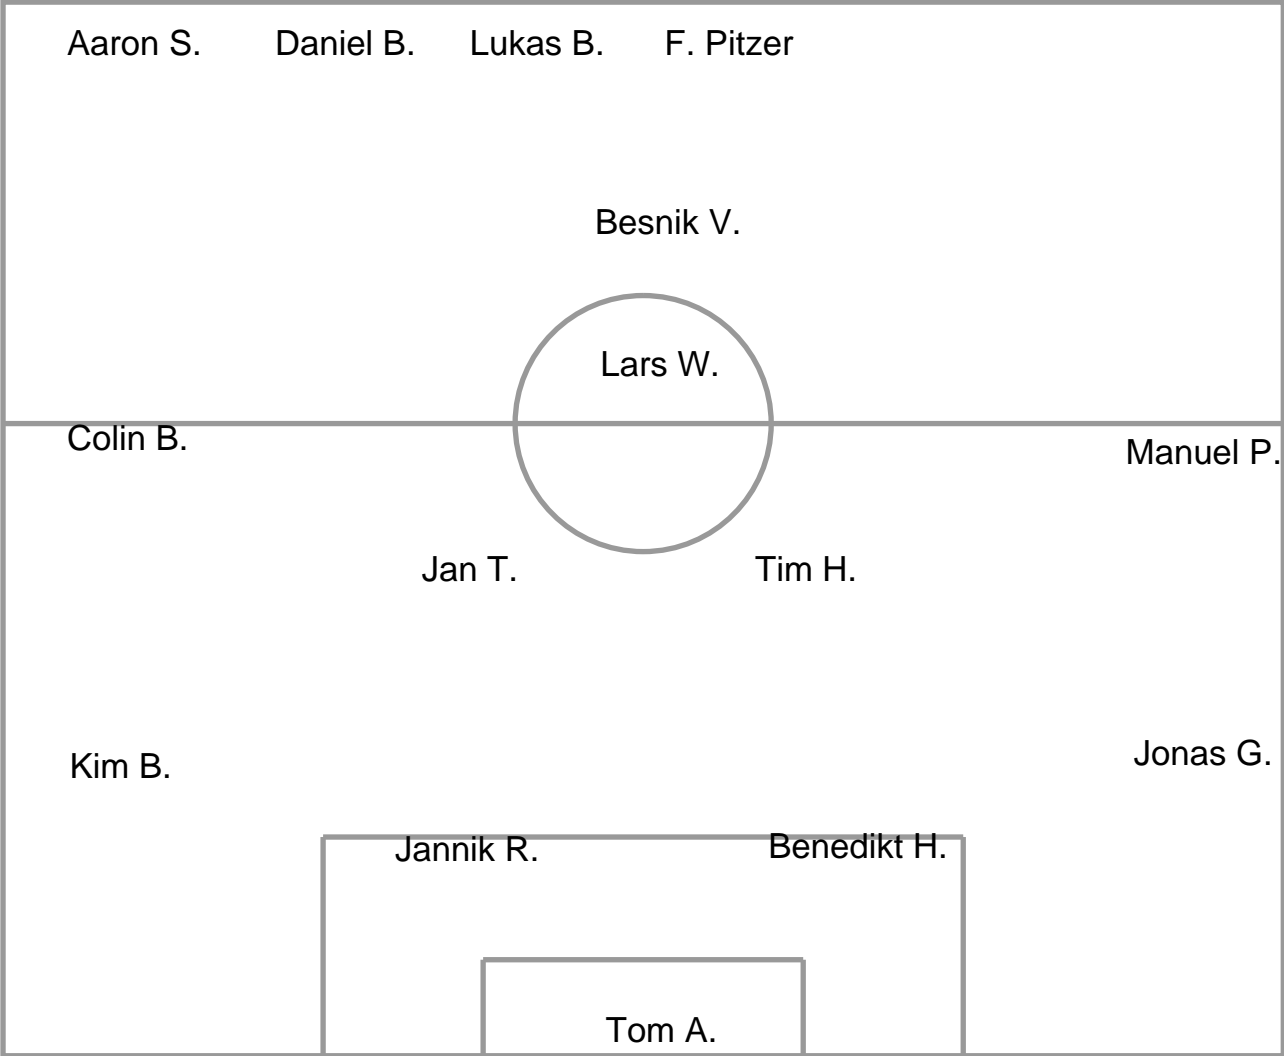 Aaron S. Daniel B. Lukas B. F. Pitzer
Besnik V.
Lars W.
Colin B.
Manuel P.
Jan T. Tim H.
Jonas G.
Kim B.
Jannik R. Benedikt H.
Tom A.